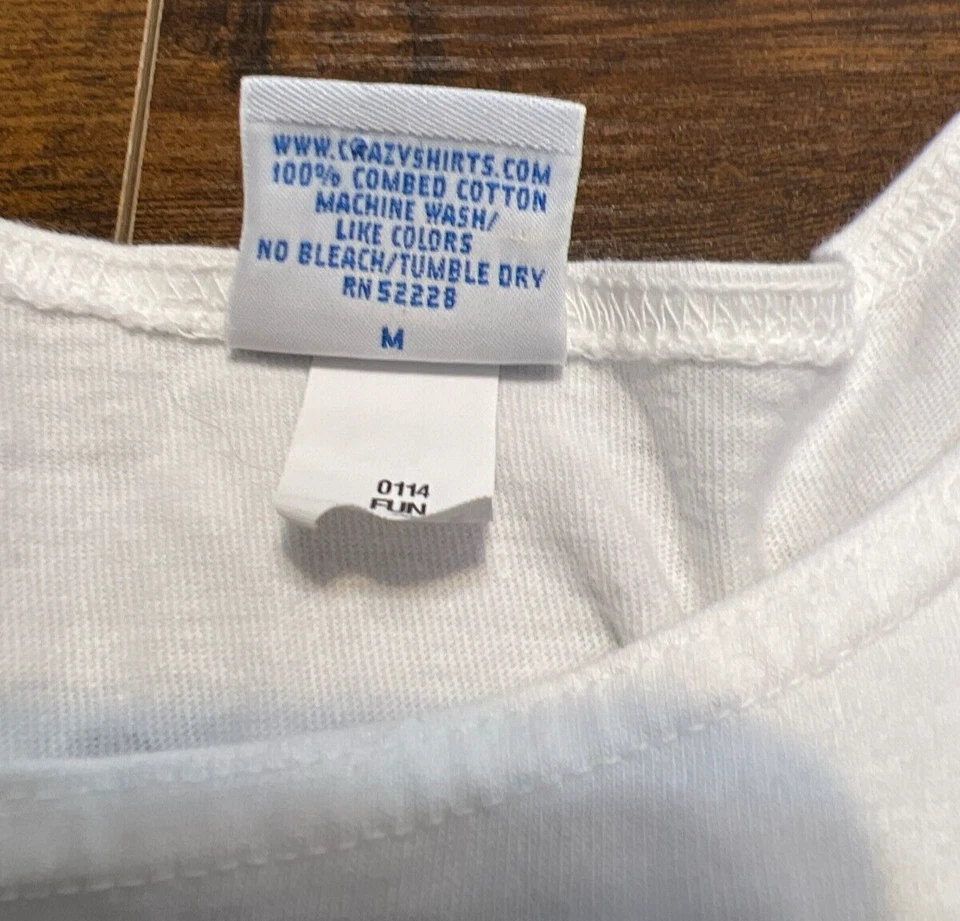 WWW.CRAZYSHIRTS.COM
100% COMBED COTTON
MACHINE WASH/
LIKE COLORS
NO BLEACH/TUMBLE DRY
RN 52228
M
0114
FUN